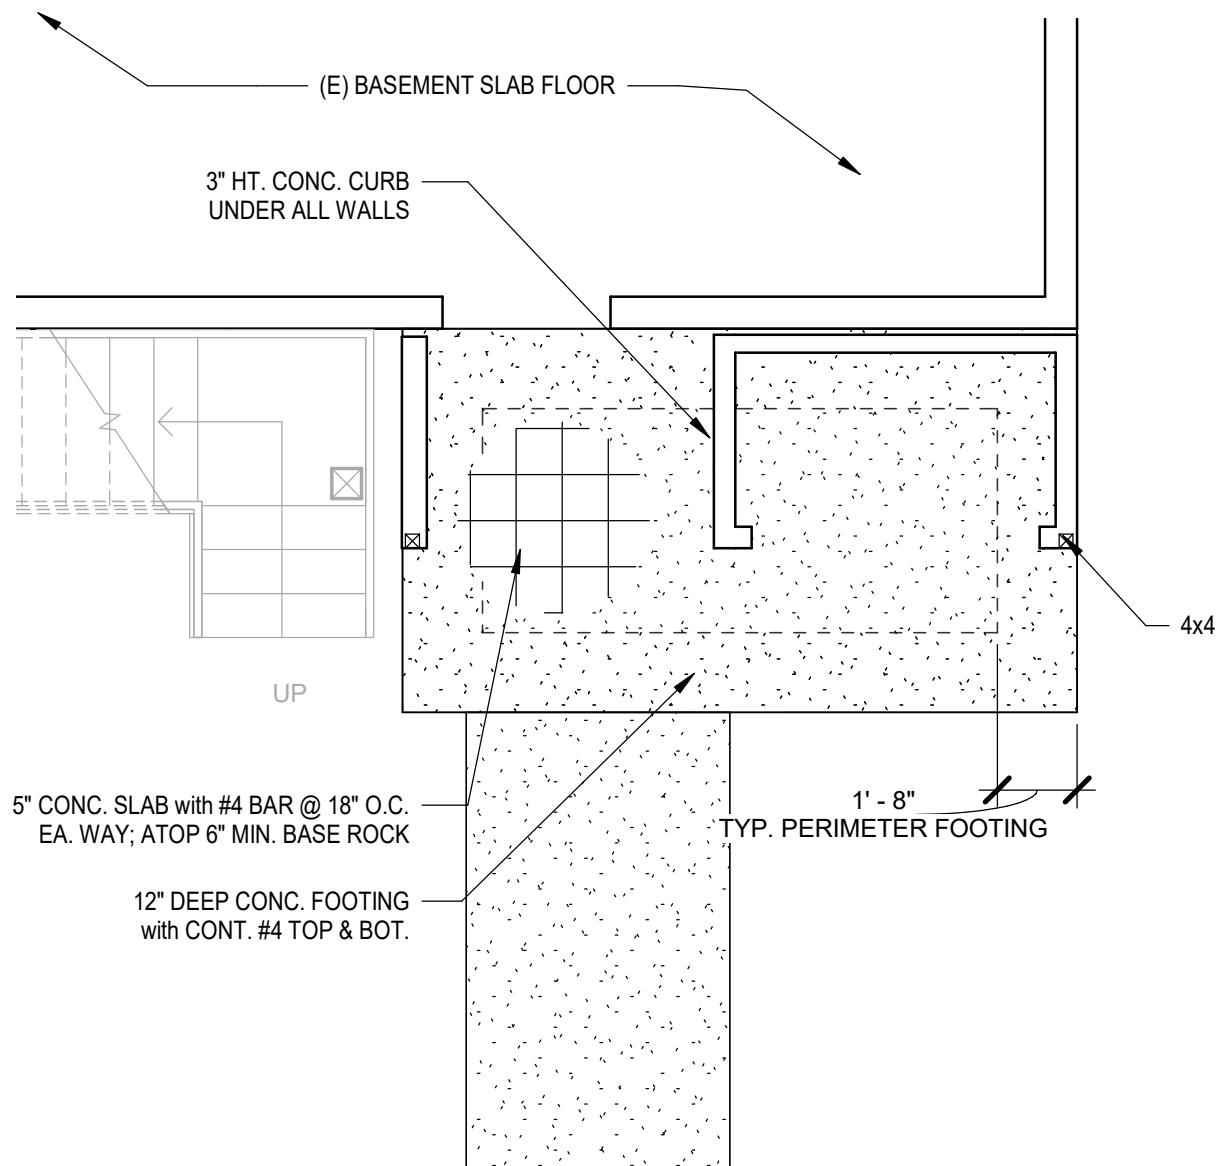 (E) BASEMENT SLAB FLOOR
3" HT. CONC. CURB
UNDER ALL WALLS
4x4
UP
5" CONC. SLAB with #4 BAR @ 18" O.C.
EA. WAY; ATOP 6" MIN. BASE ROCK
1' - 8"
TYP. PERIMETER FOOTING
12" DEEP CONC. FOOTING
with CONT. #4 TOP & BOT.